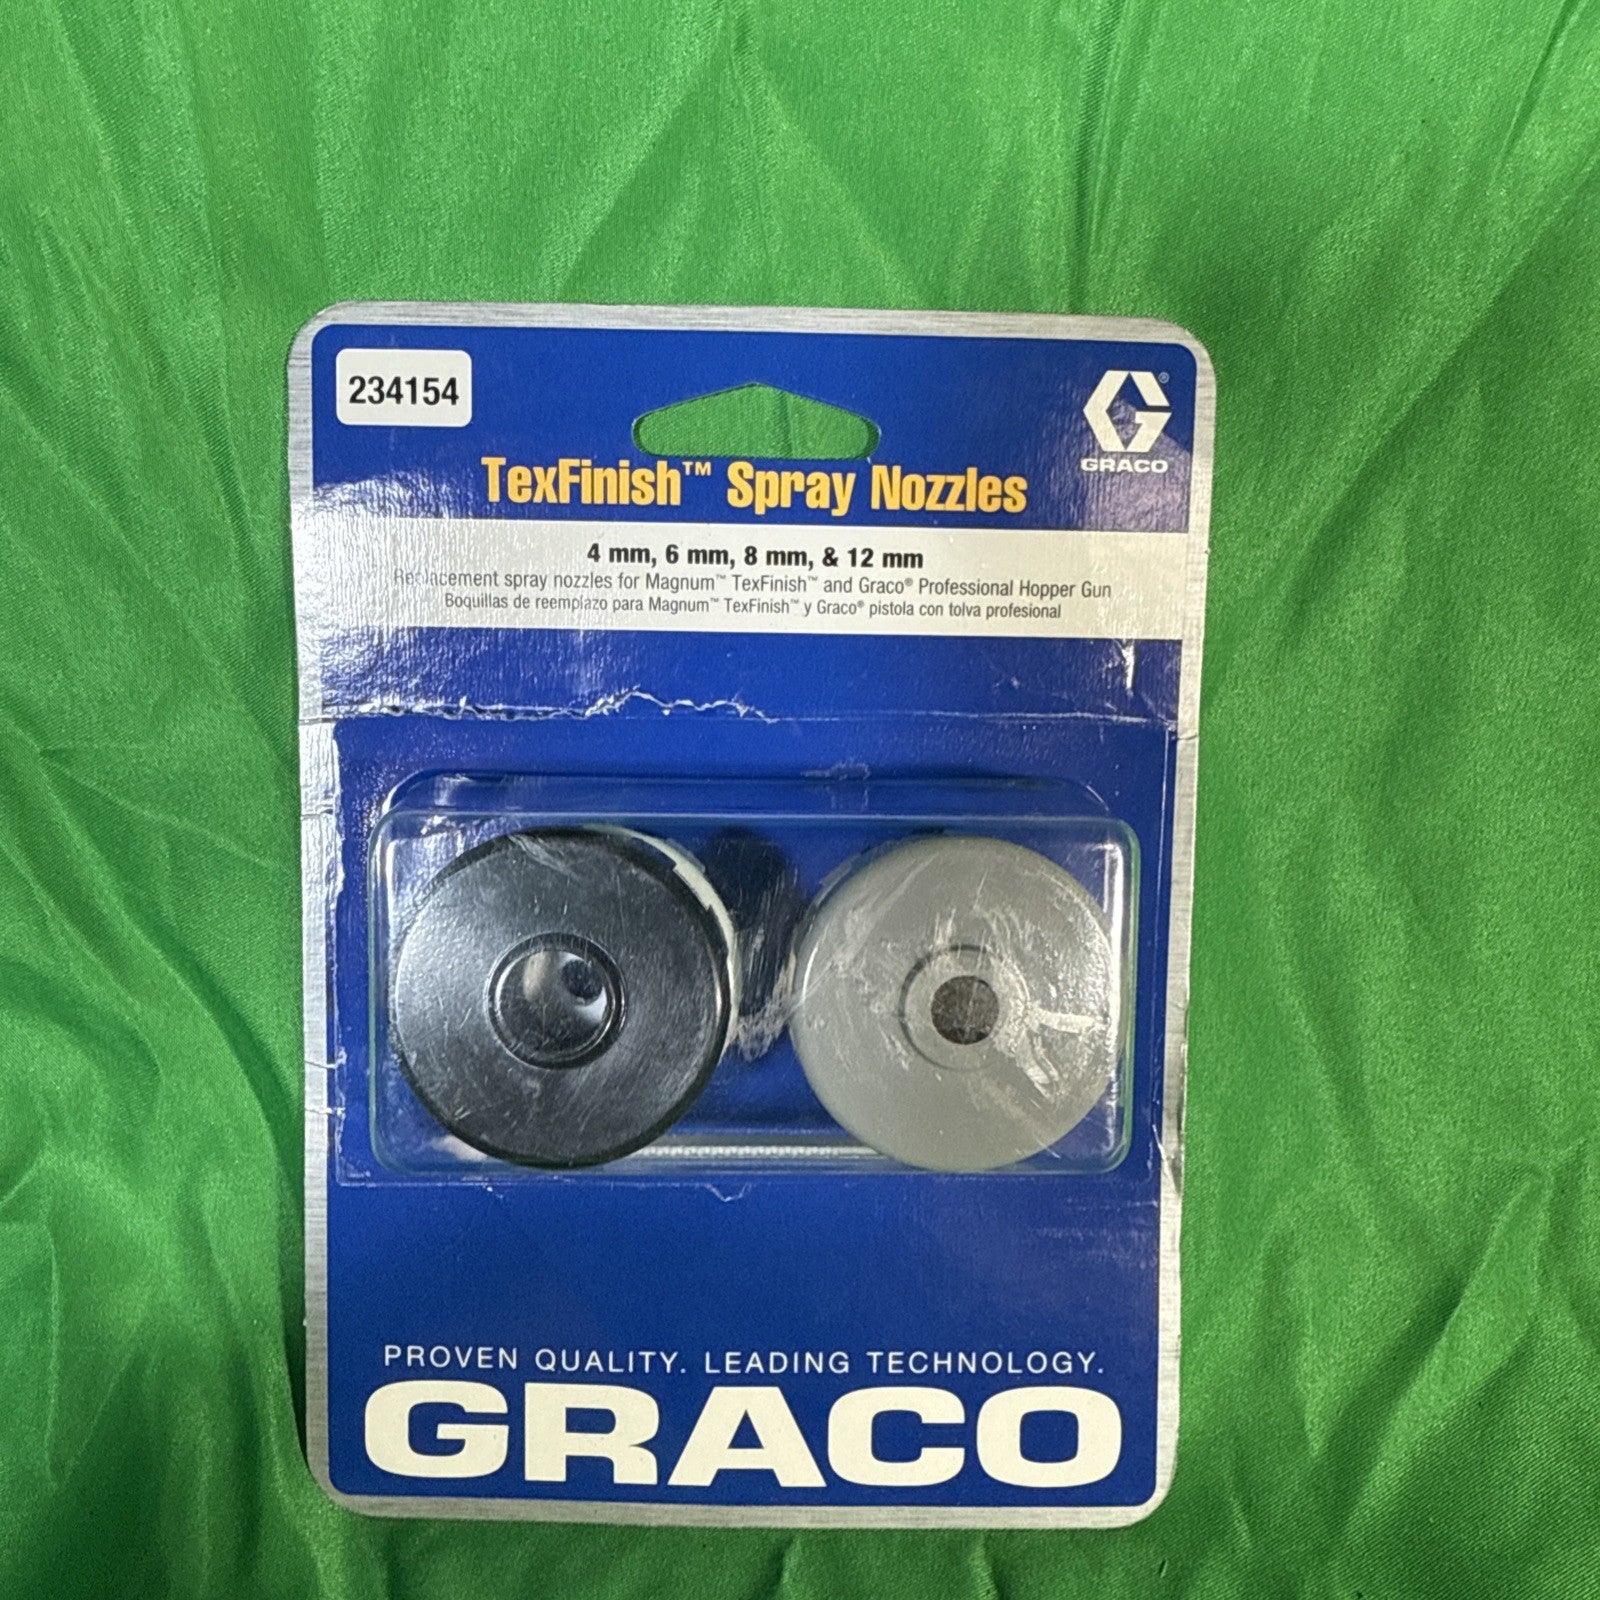 234154
GRACO
TexFinish™ Spray Nozzles
4 mm, 6 mm, 8 mm, & 12 mm
Replacement spray nozzles for Magnum™ TexFinish™ and Graco® Professional Hopper Gun
Boquillas de reemplazo para Magnum™ TexFinish™ y Graco® pistola con tolva profesional
PROVEN QUALITY. LEADING TECHNOLOGY.
GRACO